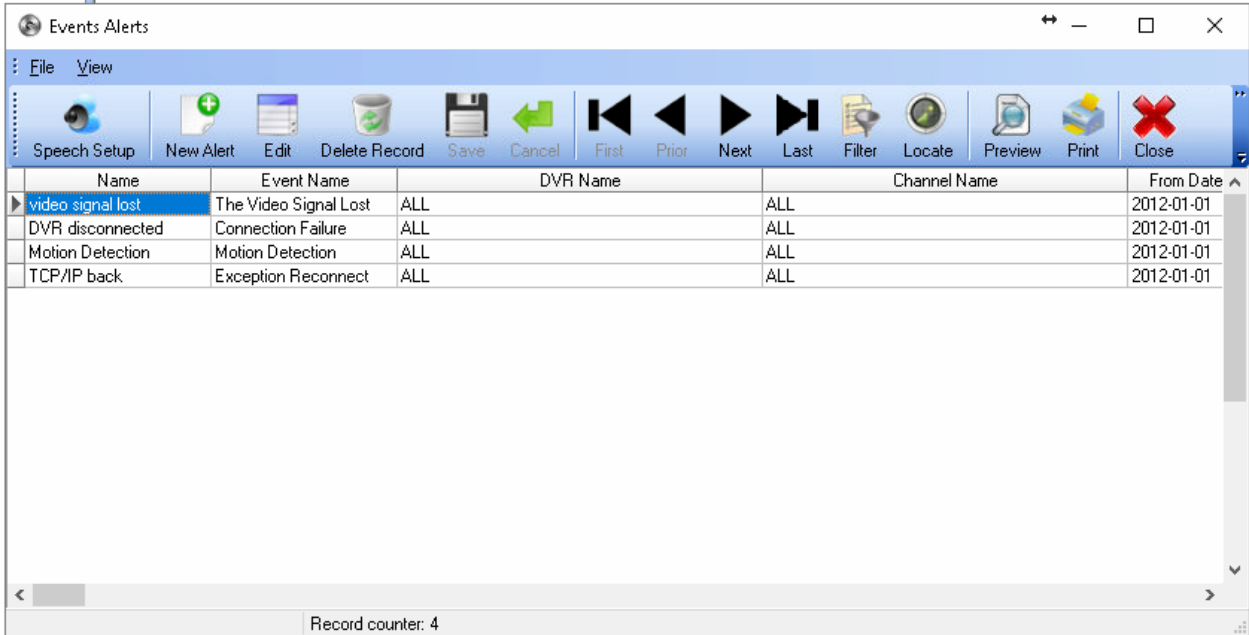 Events Alerts
File View
Speech Setup New Alert Edit Delete Record Save Cancel First Prior Next Last Filter Locate Preview Print Close
Name Event Name DVR Name Channel Name From Date
video signal lost The Video Signal Lost ALL ALL 2012-01-01
DVR disconnected Connection Failure ALL ALL 2012-01-01
Motion Detection Motion Detection ALL ALL 2012-01-01
TCP/IP back Exception Reconnect ALL ALL 2012-01-01
Record counter: 4